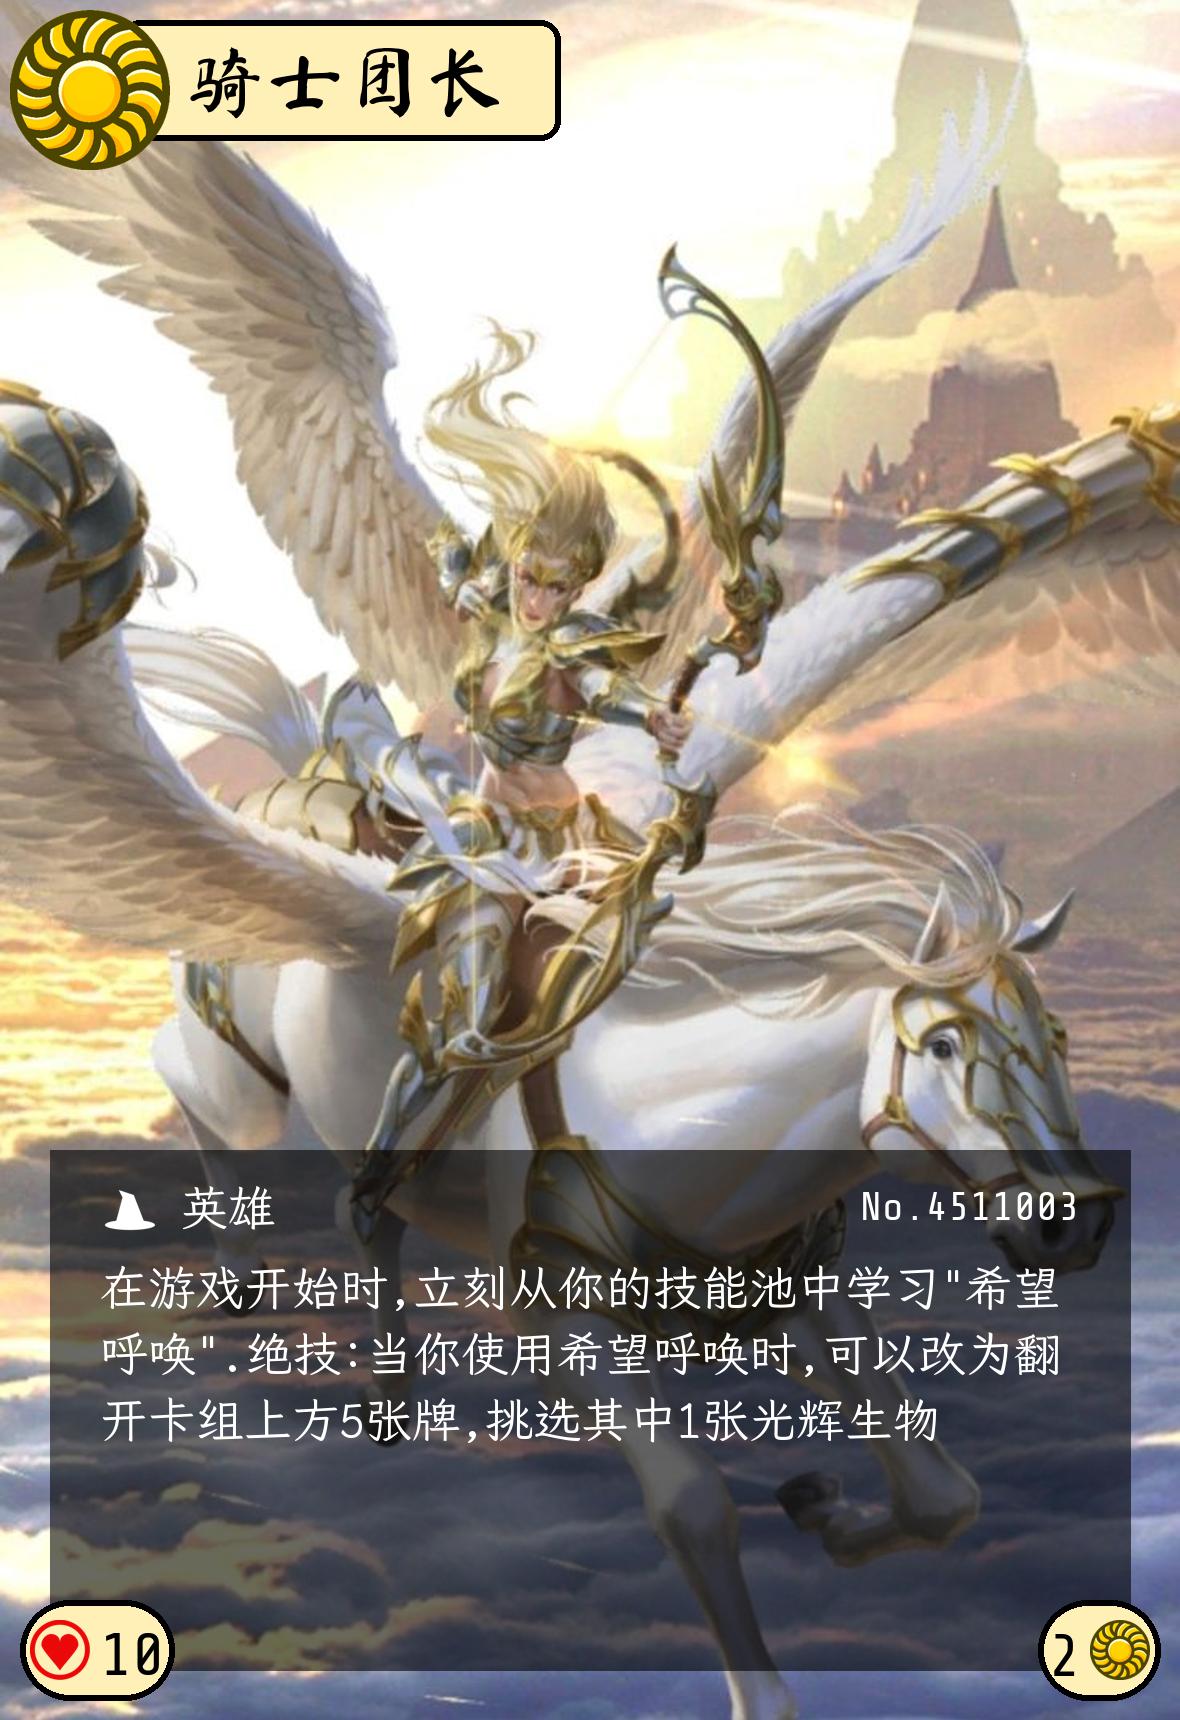 骑士团长
英雄
No.4511003
在游戏开始时,立刻从你的技能池中学习"希望
呼唤".绝技:当你使用希望呼唤时,可以改为翻
开卡组上方5张牌,挑选其中1张光辉生物
10
2